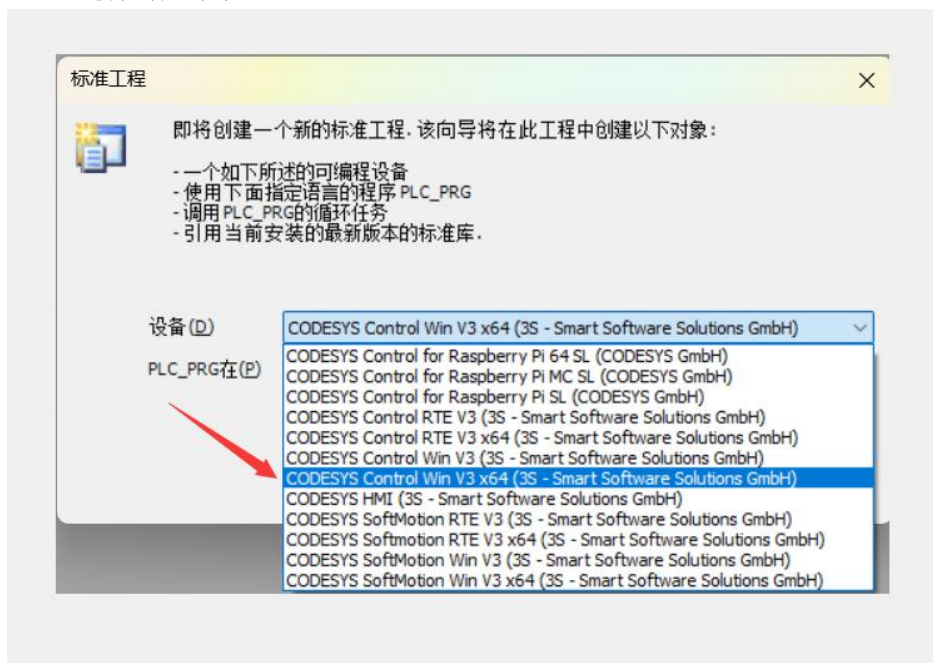 标准工程
即将创建一个新的标准工程.该向导将在此工程中创建以下对象：
-一个如下所述的可编程设备
-使用下面指定语言的程序 PLC_PRG
-调用PLC_PRG的循环任务
-引用当前安装的最新版本的标准库.
设备(D) CODESYS Control Win V3 x64 (3S - Smart Software Solutions GmbH)
PLC_PRG在(P)
CODESYS Control for Raspberry Pi 64 SL (CODESYS GmbH)
CODESYS Control for Raspberry Pi MC SL (CODESYS GmbH)
CODESYS Control for Raspberry Pi SL (CODESYS GmbH)
CODESYS Control RTE V3 (3S - Smart Software Solutions GmbH)
CODESYS Control RTE V3 x64 (3S - Smart Software Solutions GmbH)
CODESYS Control Win V3 (3S - Smart Software Solutions GmbH)
CODESYS Control Win V3 x64 (3S - Smart Software Solutions GmbH)
CODESYS HMI (3S - Smart Software Solutions GmbH)
CODESYS SoftMotion RTE V3 (3S - Smart Software Solutions GmbH)
CODESYS Softmotion RTE V3 x64 (3S - Smart Software Solutions GmbH)
CODESYS SoftMotion Win V3 (3S - Smart Software Solutions GmbH)
CODESYS SoftMotion Win V3 x64 (3S - Smart Software Solutions GmbH)